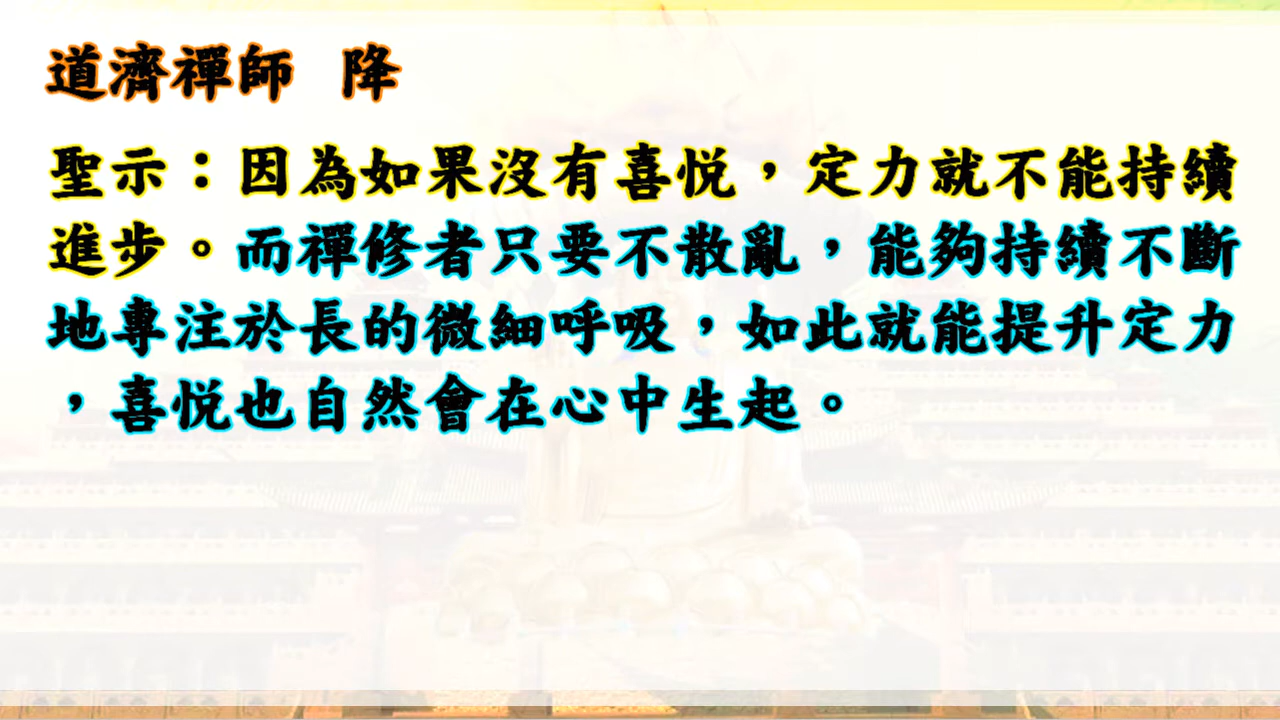 道濟禪師 降
聖示：因為如果沒有喜悅，定力就不能持續
進步。而禪修者只要不散亂，能夠持續不斷
地專注於長的微細呼吸，如此就能提升定力
，喜悅也自然會在心中生起。